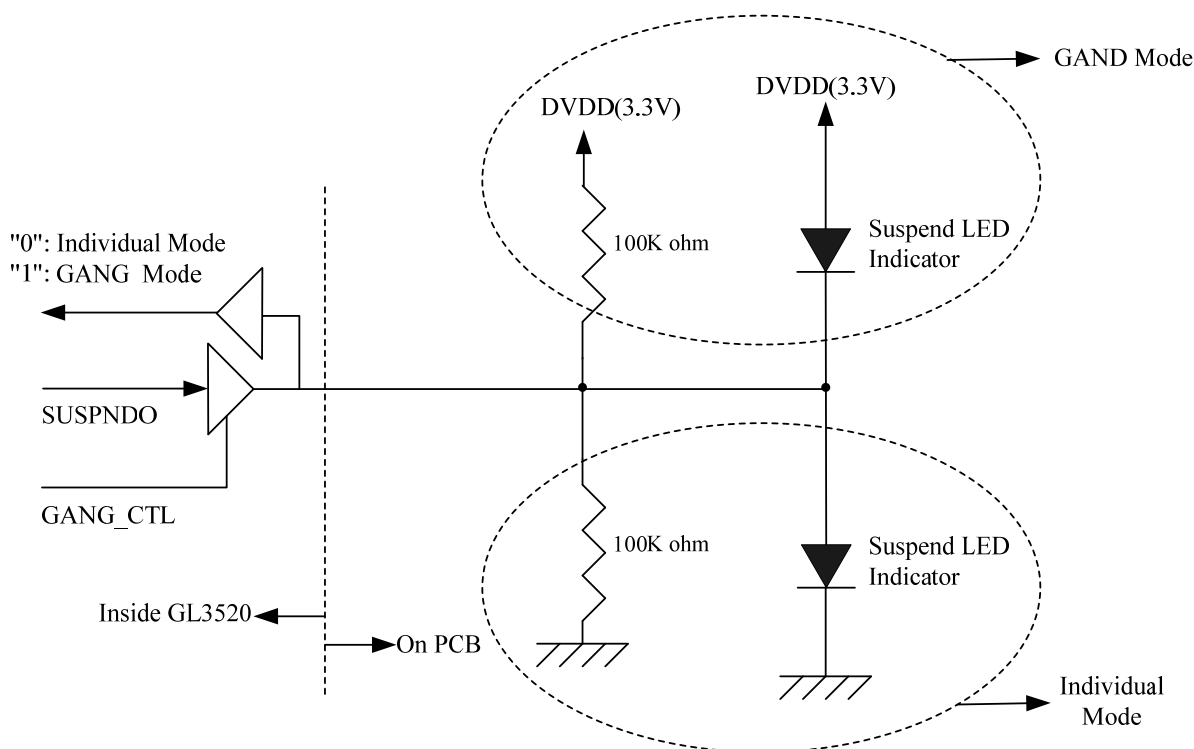 GAND Mode
DVDD(3.3V)
DVDD(3.3V)
"0": Individual Mode
"1": GANG Mode
100K ohm
Suspend LED
Indicator
SUSPNDO
GANG_CTL
100K ohm
Suspend LED
Indicator
Inside GL3520
On PCB
Individual
Mode